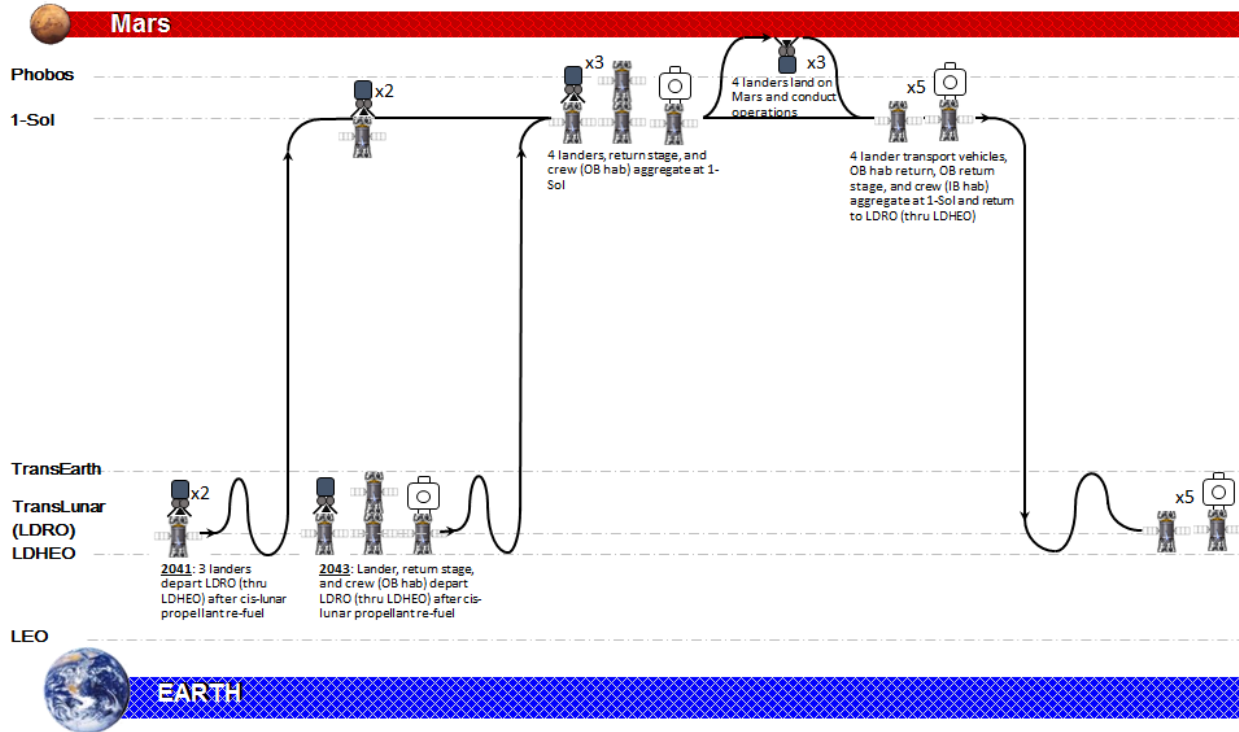 Mars
Phobos
1-Sol
x2
x3
4 landers, return stage, and
crew (OB hab) aggregate at 1-
Sol
x3
4 landers land on
Mars and conduct
operations
x5
4 lander transport vehicles,
OB hab return, OB return
stage, and crew (IB hab)
aggregate at 1-Sol and return
to LDRO (thru LDHEO)
TransEarth
TransLunar
(LDRO)
LDHEO
LEO
x2
2041: 3 landers
depart LDRO (thru
LDHEO) after cis-lunar
propellant re-fuel
2043: Lander, return stage,
and crew (OB hab) depart
LDRO (thru LDHEO) after cis-
lunar propellant re-fuel
x5
EARTH